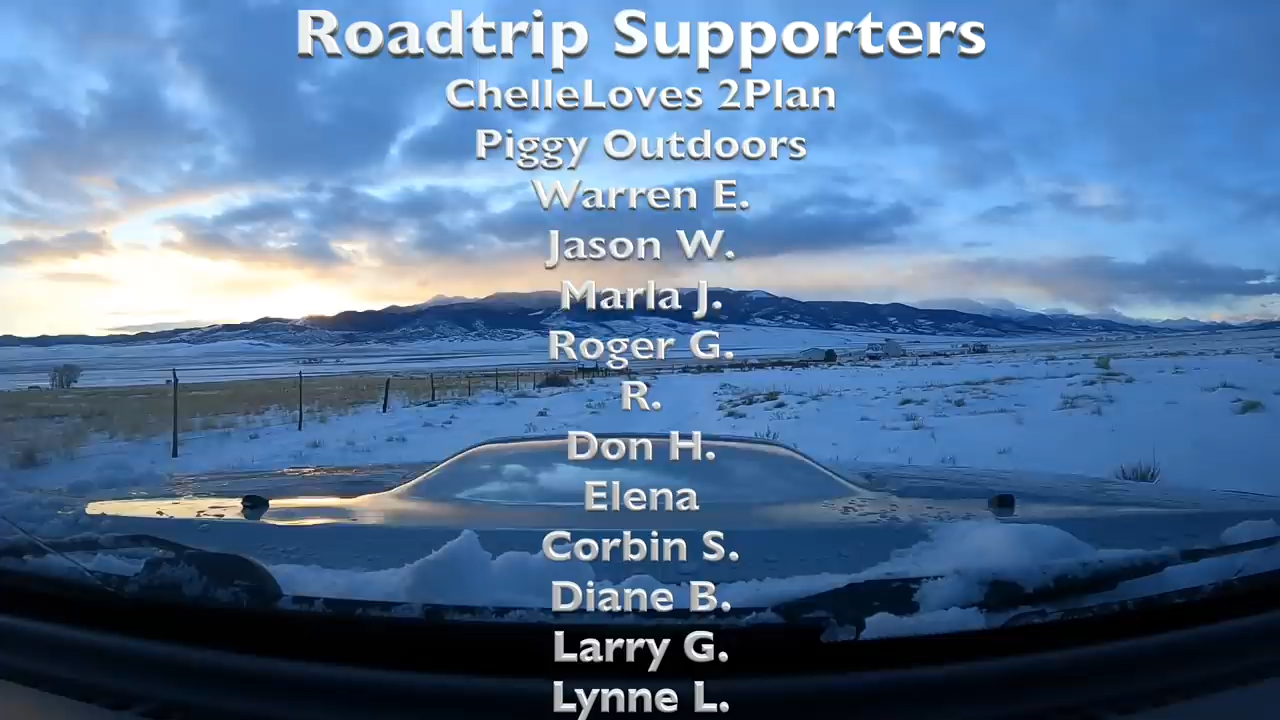 Roadtrip Supporters
ChelleLoves 2Plan
Piggy Outdoors
Warren E.
Jason W.
Marla J.
Roger G.
R.
Don H.
Elena
Corbin S.
Diane B.
Larry G.
Lynne L.